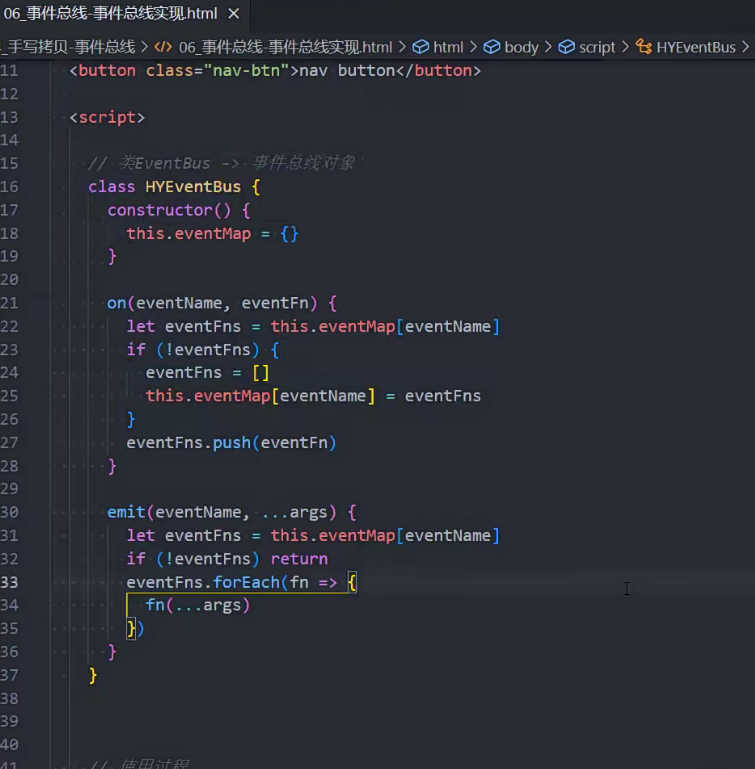 06_事件总线-事件总线实现.html ×
_手写拷贝-事件总线 > 06_事件总线-事件总线实现.html > html > body > script > HYEventBus >
11 <button class="nav-btn">nav button</button>
12
13 <script>
14
15 // 类EventBus -> 事件总线对象
16 class HYEventBus {
17 constructor() {
18 this.eventMap = {}
19 }
20
21 on(eventName, eventFn) {
22 let eventFns = this.eventMap[eventName]
23 if (!eventFns) {
24 eventFns = []
25 this.eventMap[eventName] = eventFns
26 }
27 eventFns.push(eventFn)
28 }
29
30 emit(eventName, ...args) {
31 let eventFns = this.eventMap[eventName]
32 if (!eventFns) return
33 eventFns.forEach(fn => {
34 fn(...args)
35 })
36 }
37 }
38
39
40
41 // 使用过程